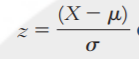 z = (X − μ) / σ